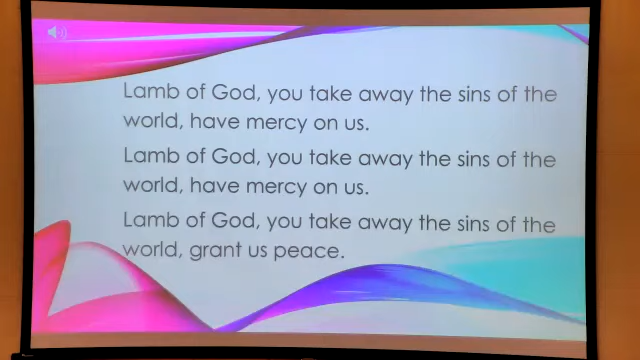 Lamb of God, you take away the sins of the
world, have mercy on us.
Lamb of God, you take away the sins of the
world, have mercy on us.
Lamb of God, you take away the sins of the
world, grant us peace.